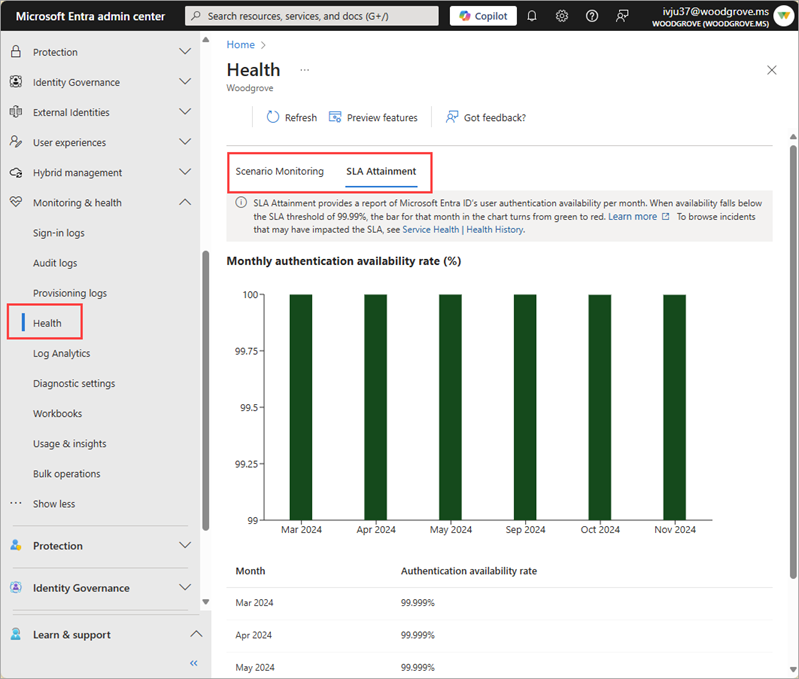 Microsoft Entra admin center
Search resources, services, and docs (G+/)
Copilot
ivju37@woodgrove.ms
WOODGROVE (WOODGROVE.MS)
Protection
Identity Governance
External Identities
User experiences
Hybrid management
Monitoring & health
Sign-in logs
Audit logs
Provisioning logs
Health
Log Analytics
Diagnostic settings
Workbooks
Usage & insights
Bulk operations
Show less
Protection
Identity Governance
Learn & support
Home
Health
Woodgrove
Refresh
Preview features
Got feedback?
Scenario Monitoring
SLA Attainment
SLA Attainment provides a report of Microsoft Entra ID's user authentication availability per month. When availability falls below
the SLA threshold of 99.99%, the bar for that month in the chart turns from green to red. Learn more To browse incidents
that may have impacted the SLA, see Service Health | Health History.
Monthly authentication availability rate (%)
100
99.75
99.5
99.25
99
Mar 2024 Apr 2024 May 2024 Sep 2024 Oct 2024 Nov 2024
Month Authentication availability rate
Mar 2024 99.999%
Apr 2024 99.999%
May 2024 99.999%